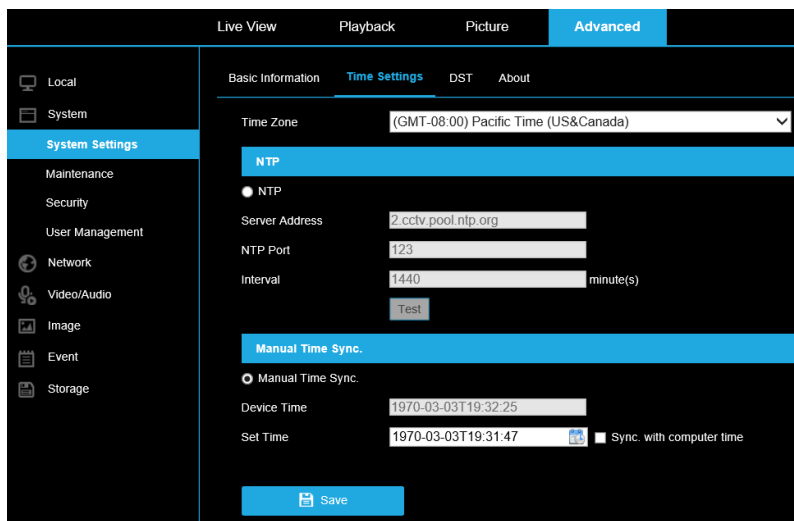 Live View Playback Picture Advanced
Local
System
System Settings
Maintenance
Security
User Management
Network
Video/Audio
Image
Event
Storage
Basic Information Time Settings DST About
Time Zone (GMT-08:00) Pacific Time (US&Canada)
NTP
NTP
Server Address 2.cctv.pool.ntp.org
NTP Port 123
Interval 1440 minute(s)
Test
Manual Time Sync.
Manual Time Sync.
Device Time 1970-03-03T19:32:25
Set Time 1970-03-03T19:31:47 Sync. with computer time
Save